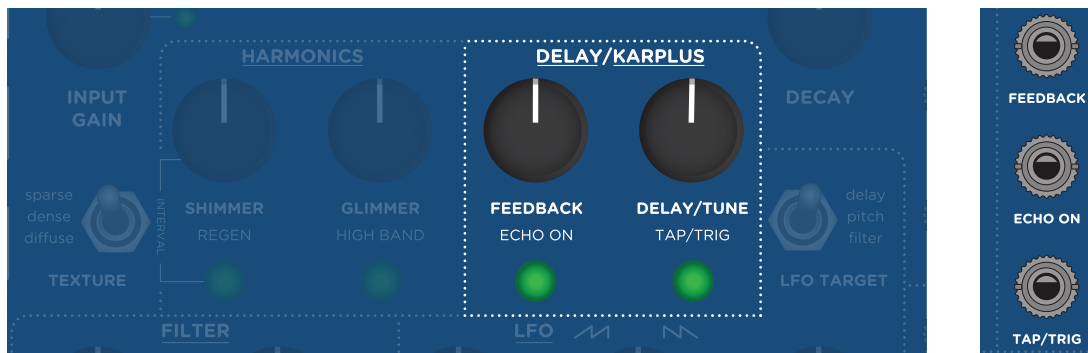 HARMONICS
DELAY/KARPLUS
INPUT
GAIN
DECAY
FEEDBACK
sparse
dense
diffuse
INTERVAL
SHIMMER
GLIMMER
FEEDBACK
DELAY/TUNE
REGEN
HIGH BAND
ECHO ON
TAP/TRIG
delay
pitch
filter
ECHO ON
TEXTURE
LFO TARGET
FILTER
LFO
TAP/TRIG